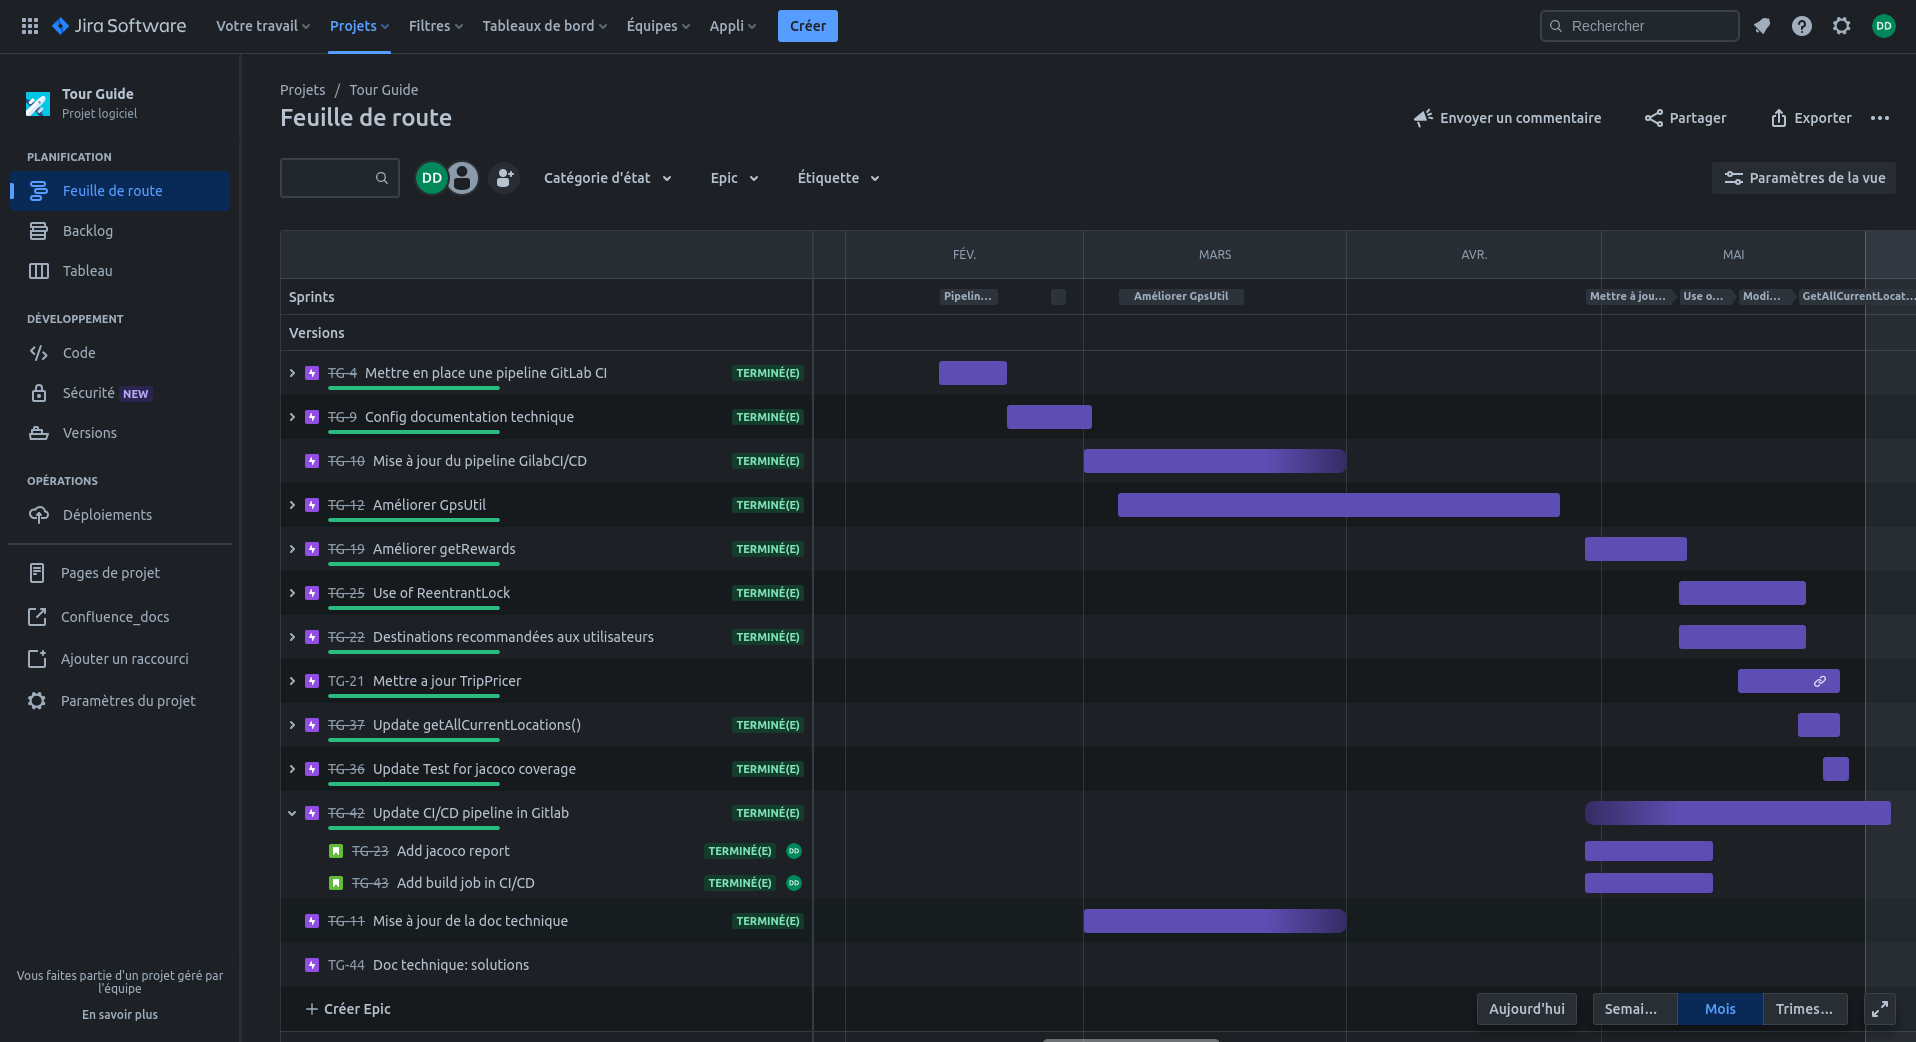 Jira Software Votre travail Projets Filtres Tableaux de bord Équipes Appli Créer Rechercher DD
Tour Guide
Projet logiciel
PLANIFICATION
Feuille de route
Backlog
Tableau
DÉVELOPPEMENT
Code
Sécurité NEW
Versions
OPÉRATIONS
Déploiements
Pages de projet
Confluence_docs
Ajouter un raccourci
Paramètres du projet
Vous faites partie d'un projet géré par
l'équipe
En savoir plus
Projets / Tour Guide
Feuille de route
Envoyer un commentaire Partager Exporter
DD Catégorie d'état Epic Étiquette Paramètres de la vue
FÉV. MARS AVR. MAI
Sprints Pipelin... Améliorer GpsUtil Mettre à jou... Use o... Modi... GetAllCurrentLocat...
Versions
TG-4 Mettre en place une pipeline GitLab CI TERMINÉ(E)
TG-9 Config documentation technique TERMINÉ(E)
TG-10 Mise à jour du pipeline GilabCI/CD TERMINÉ(E)
TG-12 Améliorer GpsUtil TERMINÉ(E)
TG-19 Améliorer getRewards TERMINÉ(E)
TG-25 Use of ReentrantLock TERMINÉ(E)
TG-22 Destinations recommandées aux utilisateurs TERMINÉ(E)
TG-21 Mettre a jour TripPricer
TG-37 Update getAllCurrentLocations() TERMINÉ(E)
TG-36 Update Test for jacoco coverage TERMINÉ(E)
TG-42 Update CI/CD pipeline in Gitlab TERMINÉ(E)
TG-23 Add jacoco report TERMINÉ(E) DD
TG-43 Add build job in CI/CD TERMINÉ(E) DD
TG-11 Mise à jour de la doc technique TERMINÉ(E)
TG-44 Doc technique: solutions
Créer Epic
Aujourd'hui Semai... Mois Trimes...